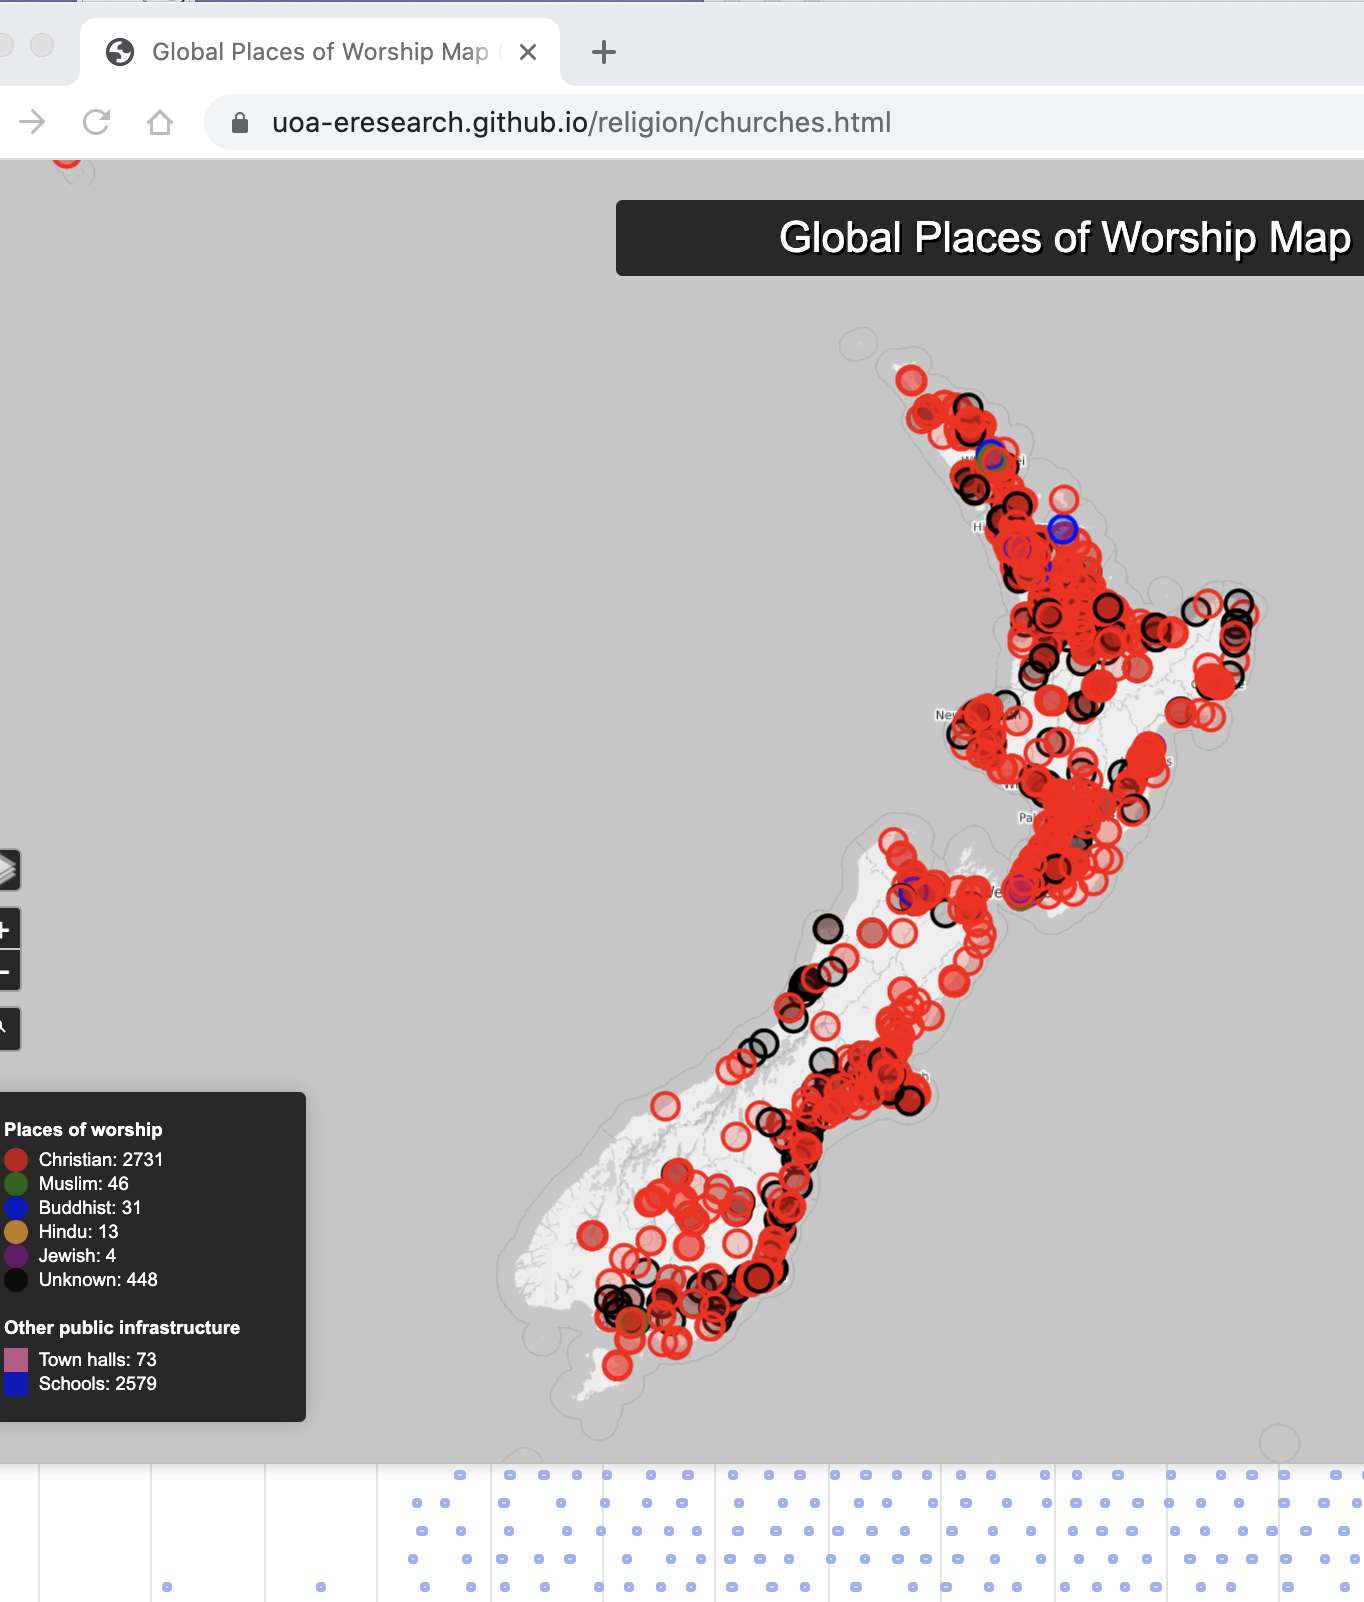 Global Places of Worship Map
uoa-eresearch.github.io/religion/churches.html
Global Places of Worship Map
Places of worship
Christian: 2731
Muslim: 46
Buddhist: 31
Hindu: 13
Jewish: 4
Unknown: 448
Other public infrastructure
Town halls: 73
Schools: 2579